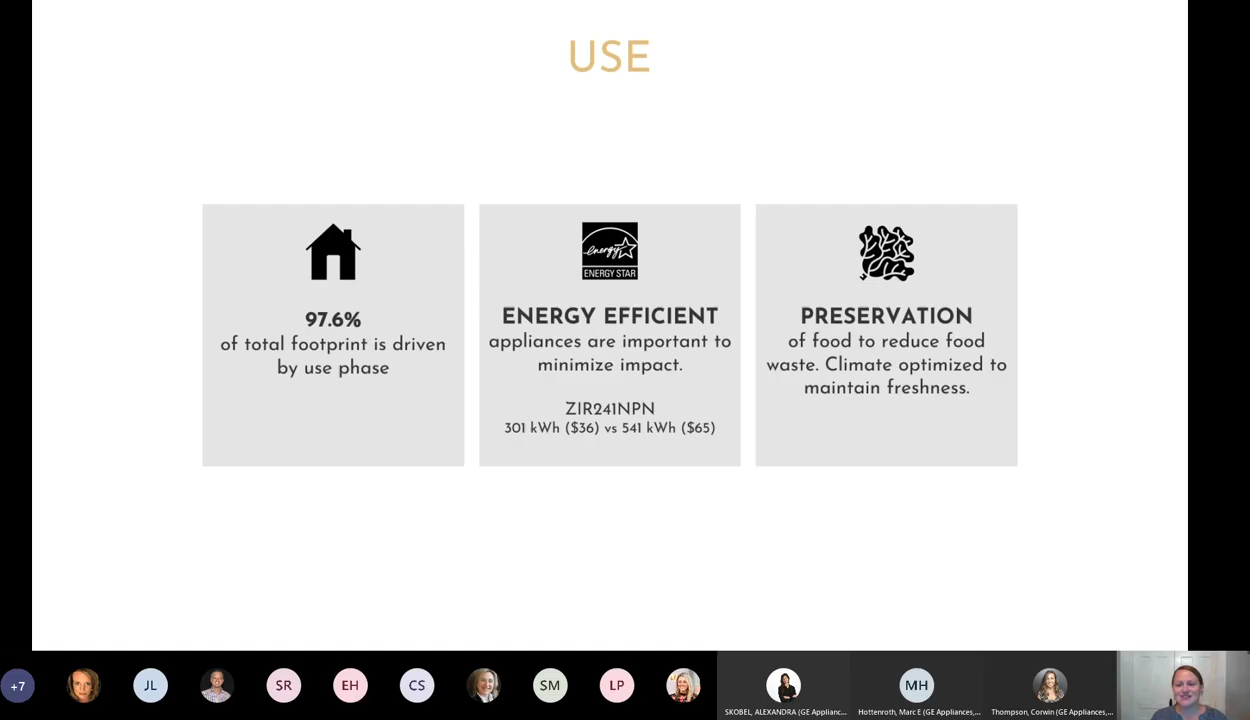 USE
97.6%
of total footprint is driven
by use phase
energy
ENERGY STAR
ENERGY EFFICIENT
appliances are important to
minimize impact.
ZIR241NPN
301 kWh ($36) vs 541 kWh ($65)
PRESERVATION
of food to reduce food
waste. Climate optimized to
maintain freshness.
+7
JL
SR
EH
CS
SM
LP
SKOBEL, ALEXANDRA (GE Applianc...
MH
Hottenroth, Marc E (GE Appliances,...
Thompson, Corwin (GE Appliances,...